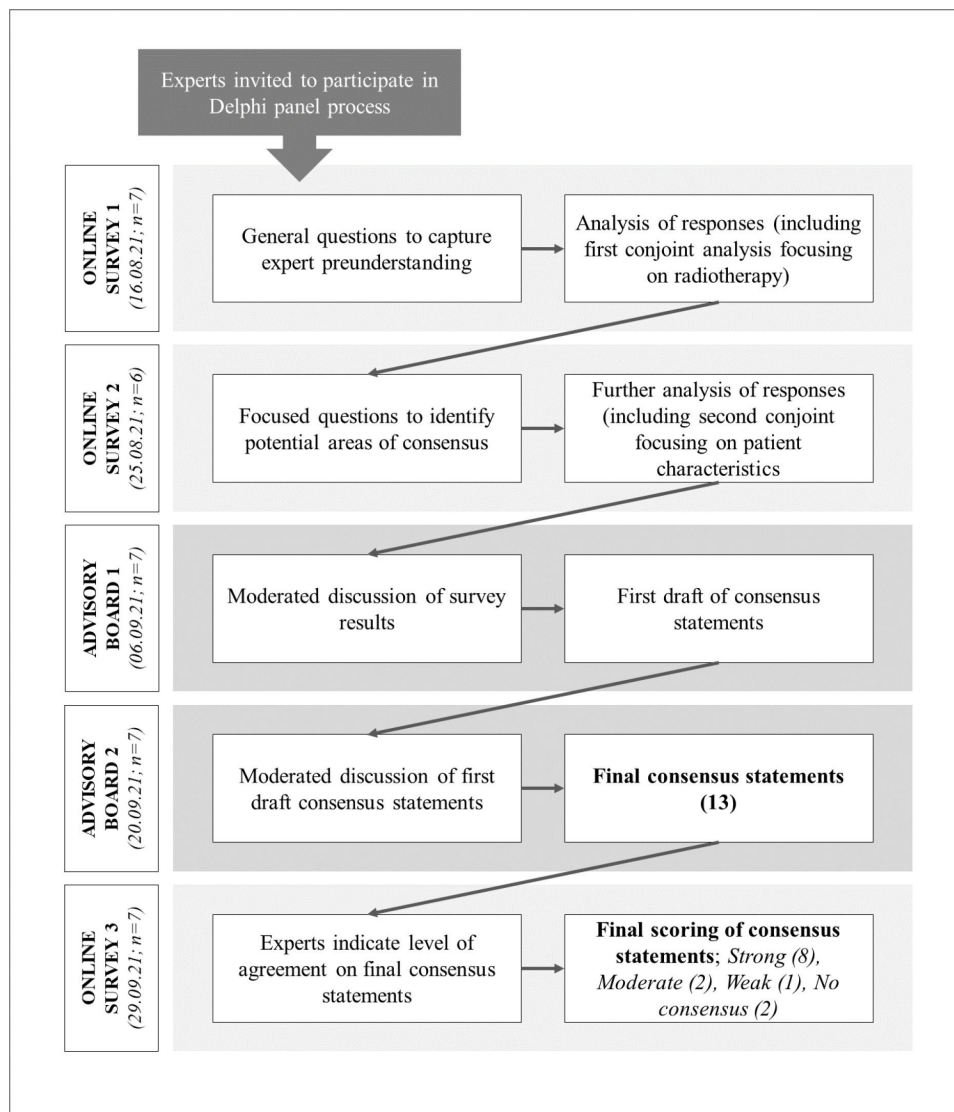 Experts invited to participate in
Delphi panel process
ONLINE
SURVEY 1
(16.08.21; n=7)
General questions to capture
expert preunderstanding
Analysis of responses (including
first conjoint analysis focusing
on radiotherapy)
ONLINE
SURVEY 2
(25.08.21; n=6)
Focused questions to identify
potential areas of consensus
Further analysis of responses
(including second conjoint
focusing on patient
characteristics
ADVISORY
BOARD 1
(06.09.21; n=7)
Moderated discussion of survey
results
First draft of consensus
statements
ADVISORY
BOARD 2
(20.09.21; n=7)
Moderated discussion of first
draft consensus statements
Final consensus statements
(13)
ONLINE
SURVEY 3
(29.09.21; n=7)
Experts indicate level of
agreement on final consensus
statements
Final scoring of consensus
statements; Strong (8),
Moderate (2), Weak (1), No
consensus (2)